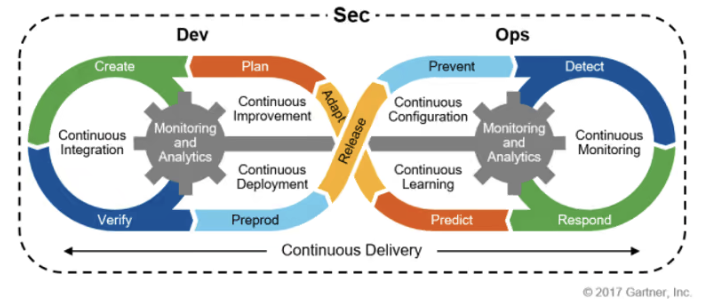 Sec
Dev
Ops
Create
Plan
Adapt
Release
Prevent
Detect
Continuous
Integration
Monitoring
and
Analytics
Continuous
Improvement
Continuous
Deployment
Continuous
Configuration
Continuous
Learning
Monitoring
and
Analytics
Continuous
Monitoring
Verify
Preprod
Predict
Respond
Continuous Delivery
© 2017 Gartner, Inc.